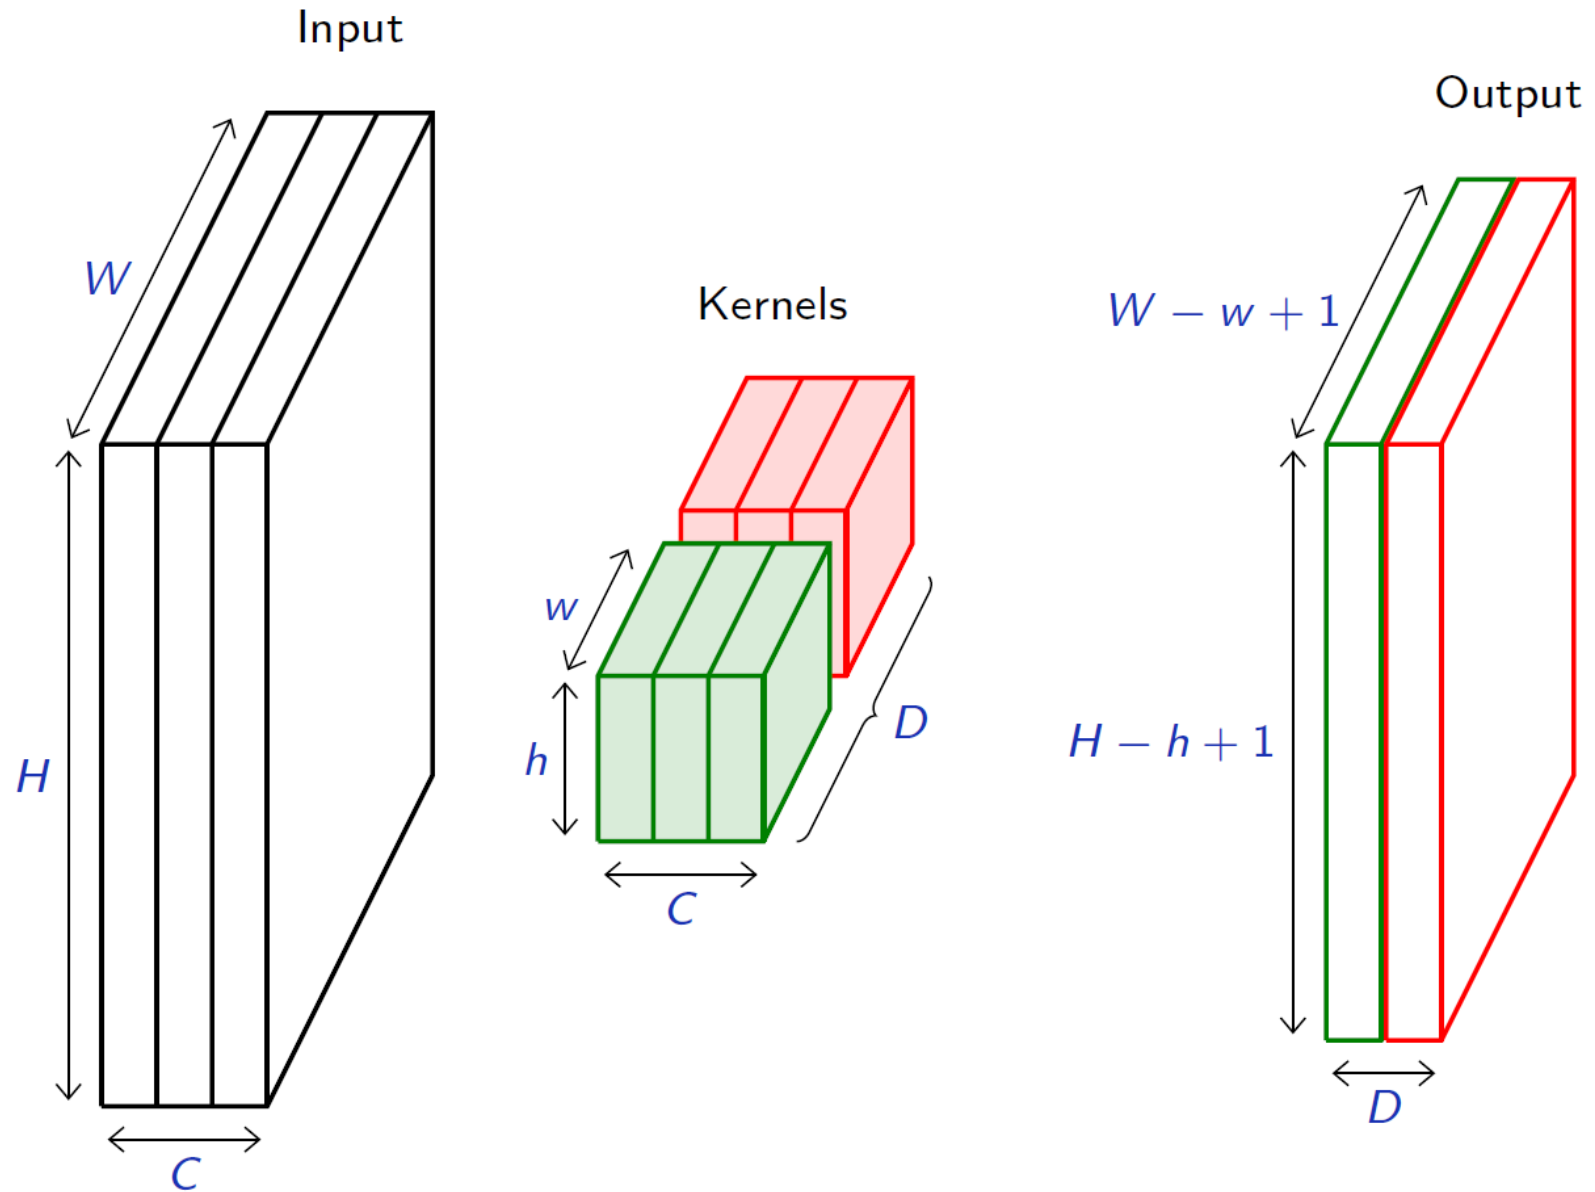 Input
W
H
C
Kernels
w
h
C
D
Output
W − w + 1
H − h + 1
D